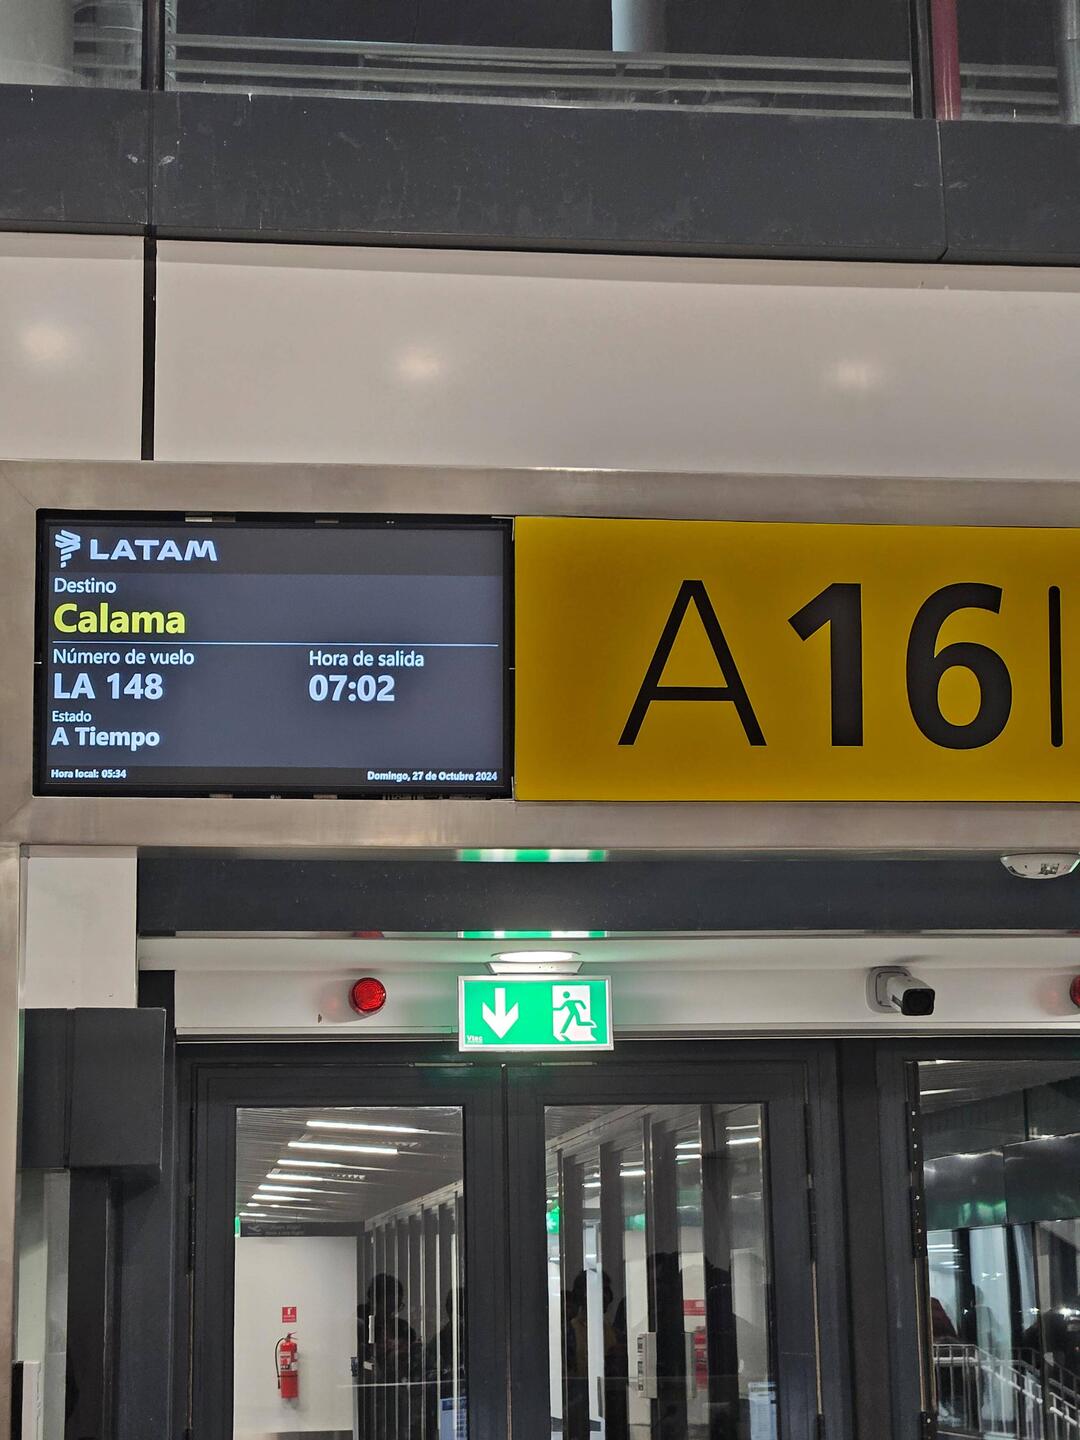 LATAM
Destino
Calama
Número de vuelo
Hora de salida
LA 148
07:02
Estado
A Tiempo
Hora local: 05:34
Domingo, 27 de Octubre 2024
A16